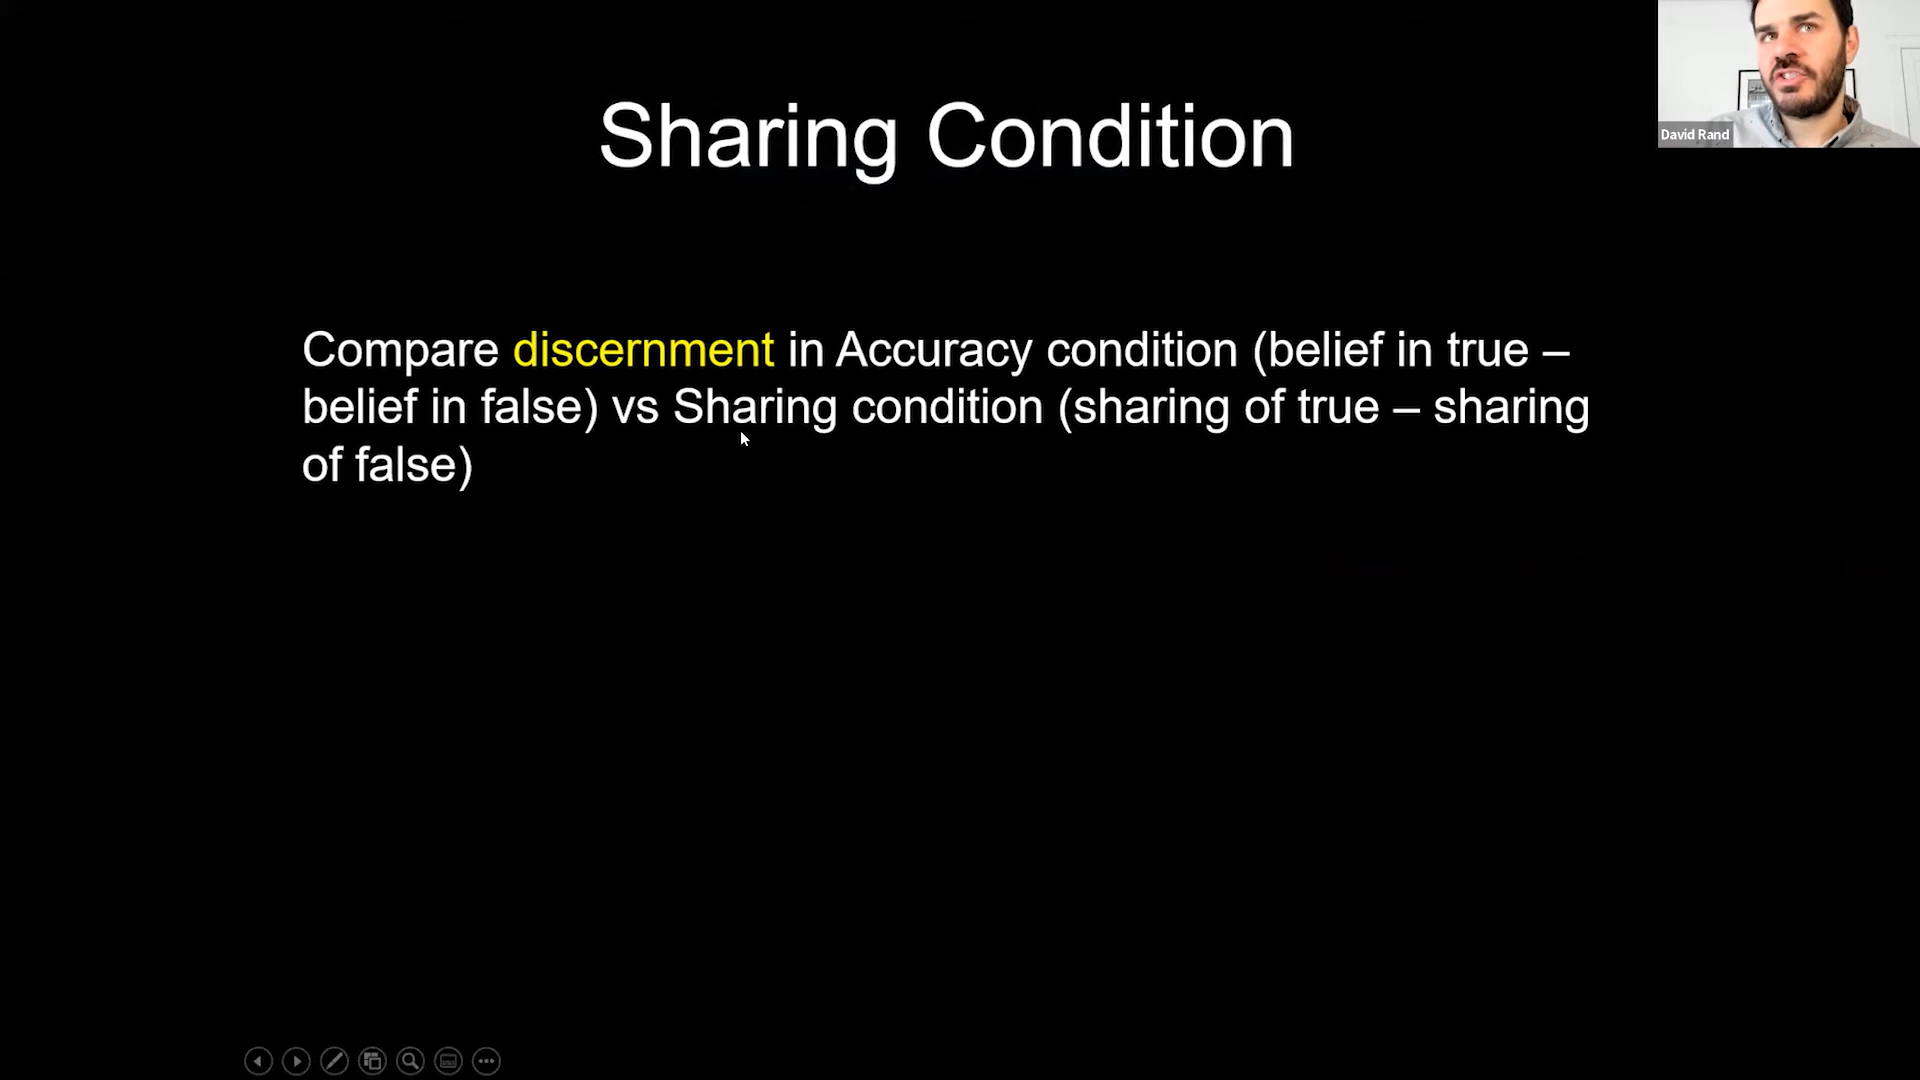 Sharing Condition
David Rand
Compare discernment in Accuracy condition (belief in true –
belief in false) vs Sharing condition (sharing of true – sharing
of false)